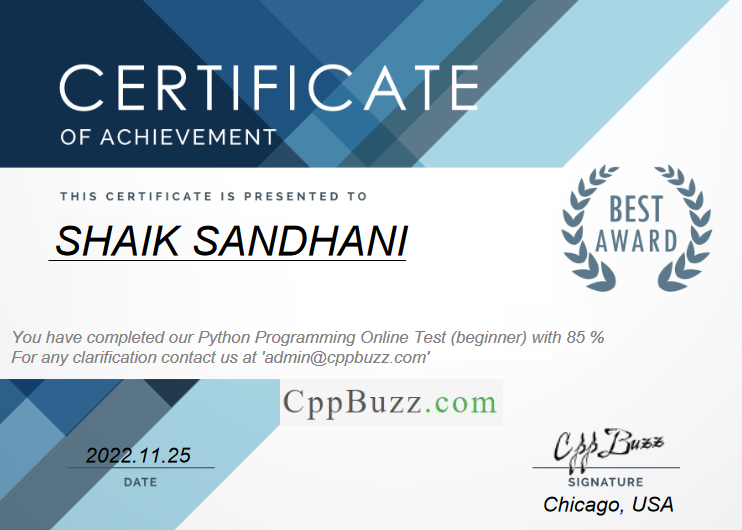 CERTIFICATE
OF ACHIEVEMENT
THIS CERTIFICATE IS PRESENTED TO
SHAIK SANDHANI
BEST
AWARD
You have completed our Python Programming Online Test (beginner) with 85 %
For any clarification contact us at 'admin@cppbuzz.com'
CppBuzz.com
2022.11.25
DATE
Cpp Buzz
SIGNATURE
Chicago, USA